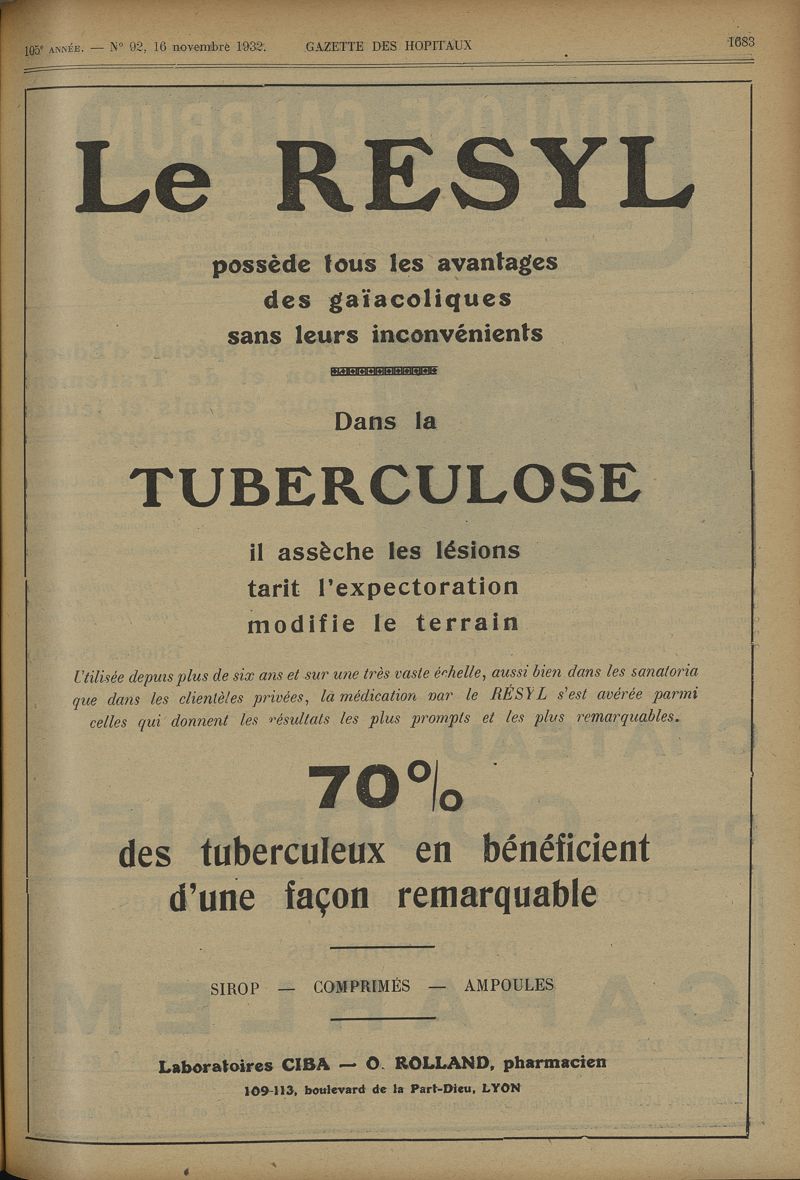 105e ANNÉE. — N° 92, 16 novembre 1932. GAZETTE DES HOPITAUX 1683
Le RESYL
possède tous les avantages
des gaïacoliques
sans leurs inconvénients
Dans la
TUBERCULOSE
il assèche les lésions
tarit l'expectoration
modifie le terrain
Utilisée depuis plus de six ans et sur une très vaste échelle, aussi bien dans les sanatoria
que dans les clientèles privées, la médication par le RÉSYL s'est avérée parmi
celles qui donnent les résultats les plus prompts et les plus remarquables.
70%
des tuberculeux en bénéficient
d'une façon remarquable
SIROP — COMPRIMÉS — AMPOULES
Laboratoires CIBA — O. ROLLAND, pharmacien
109-113, boulevard de la Part-Dieu, LYON